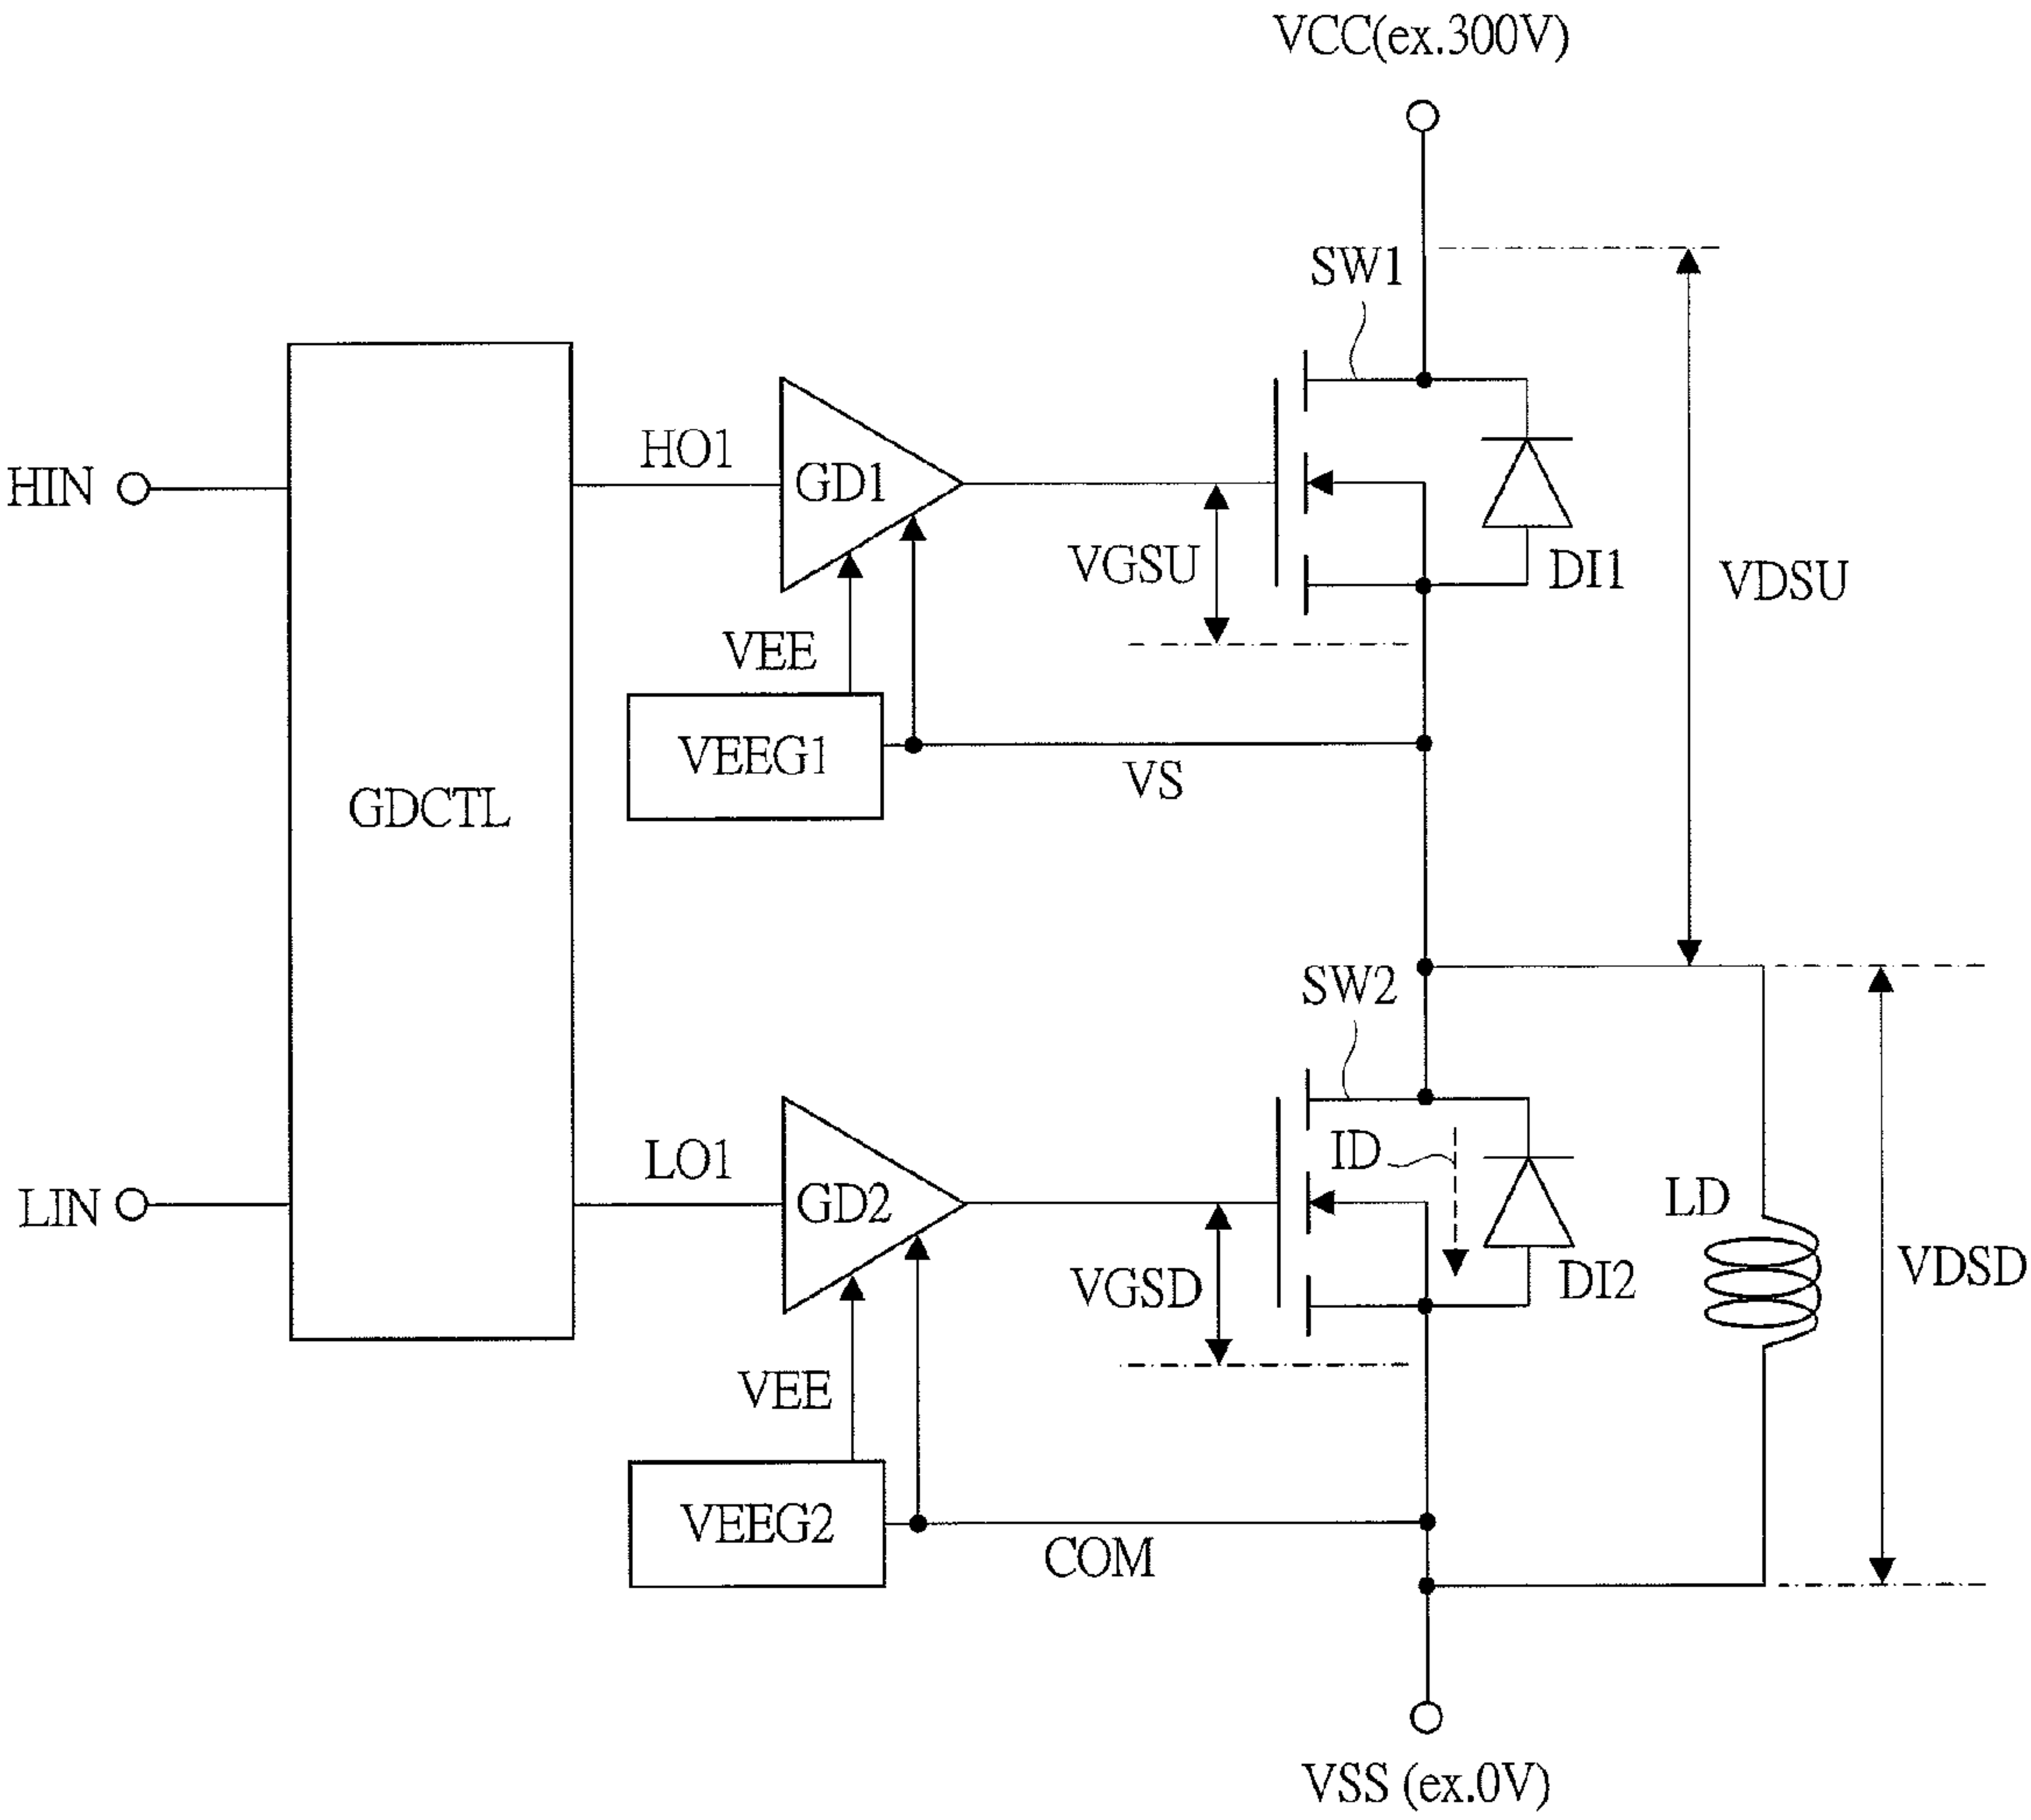 VCC(ex.300V)
SW1
HIN
HO1
GD1
VGSU
DI1
VDSU
VEE
VEEG1
VS
GDCTL
SW2
LIN
LO1
GD2
ID
VGSD
DI2
LD
VDSD
VEE
VEEG2
COM
VSS (ex.0V)